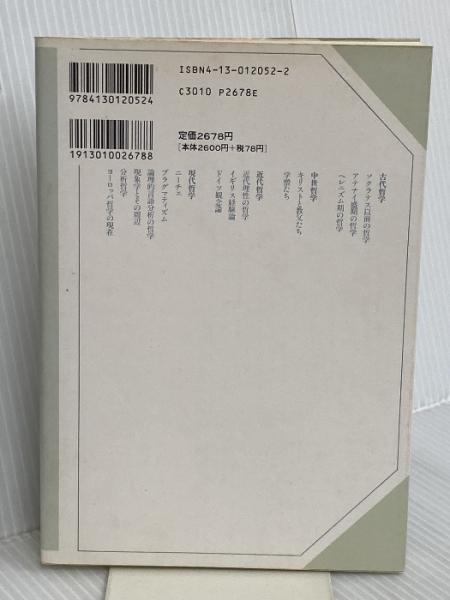 ISBN4-13-012052-2
9784130120524
C3010 P2678E
1913010026788
定価2678円
[本体2600円+税78円]
古代哲学
ソクラテス以前の哲学
アテナイ盛期の哲学
ヘレニズム期の哲学
中世哲学
キリストと教父たち
学僧たち
近代哲学
近代理性の哲学
イギリス経験論
ドイツ観念論
現代哲学
ニーチェ
プラグマティズム
論理的言語分析の哲学
現象学とその周辺
分析哲学
ヨーロッパ哲学の現在